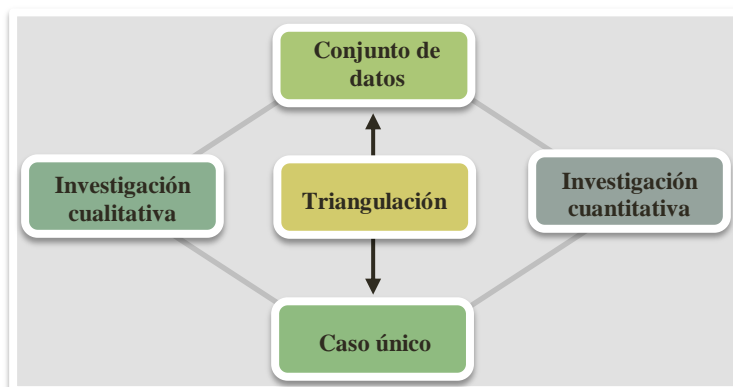 Conjunto de
datos
Investigación
cualitativa
Triangulación
Investigación
cuantitativa
Caso único